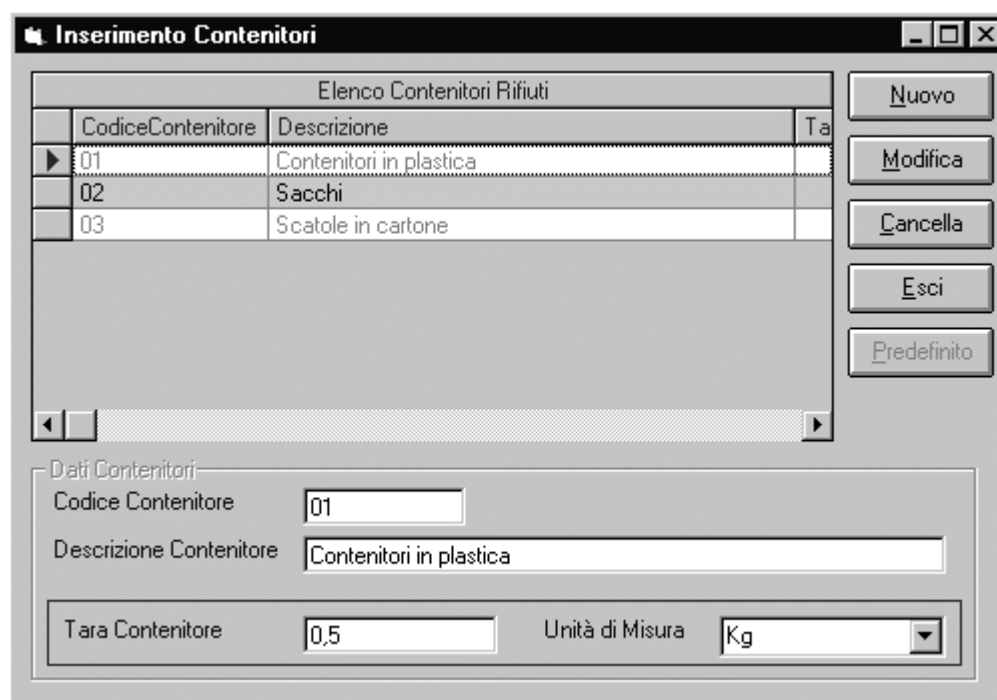 Inserimento Contenitori
Elenco Contenitori Rifiuti
CodiceContenitore Descrizione Ta
01 Contenitori in plastica
02 Sacchi
03 Scatole in cartone
Nuovo
Modifica
Cancella
Esci
Predefinito
Dati Contenitori
Codice Contenitore 01
Descrizione Contenitore Contenitori in plastica
Tara Contenitore 0,5 Unità di Misura Kg